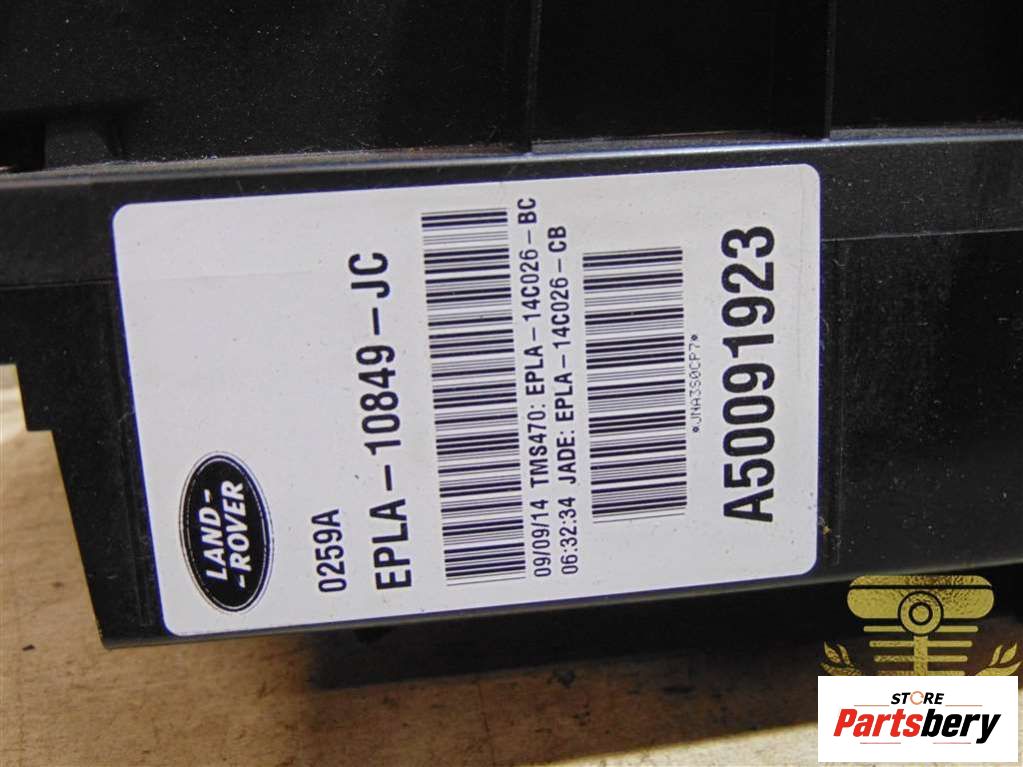 LAND-
-ROVER
0259A
EPLA-10849-JC
09/09/14 TMS470: EPLA-14C026-BC
06:32:34 JADE: EPLA-14C026-CB
*JNA3S0CP7*
A50091923
STORE
Partsbery